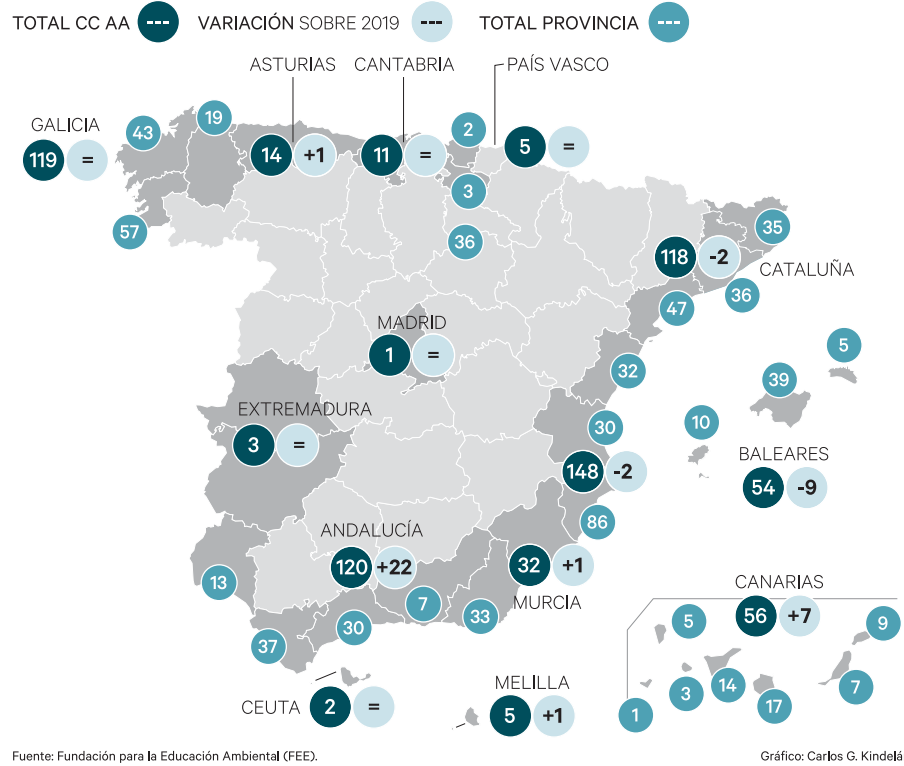 TOTAL CC AA --- VARIACIÓN SOBRE 2019 --- TOTAL PROVINCIA ---
ASTURIAS CANTABRIA PAÍS VASCO
GALICIA
119 =
43
19
57
14 +1
11 =
2
5 =
3
36
35
118 -2
CATALUÑA
36
47
MADRID
1 =
32
5
39
10
EXTREMADURA
3 =
30
148 -2
BALEARES
54 -9
86
ANDALUCÍA
120 +22
32 +1
MURCIA
13
7
33
30
37
CANARIAS
56 +7
5
9
3
14
7
1
17
CEUTA 2 =
MELILLA
5 +1
Fuente: Fundación para la Educación Ambiental (FEE).
Gráfico: Carlos G. Kindelá